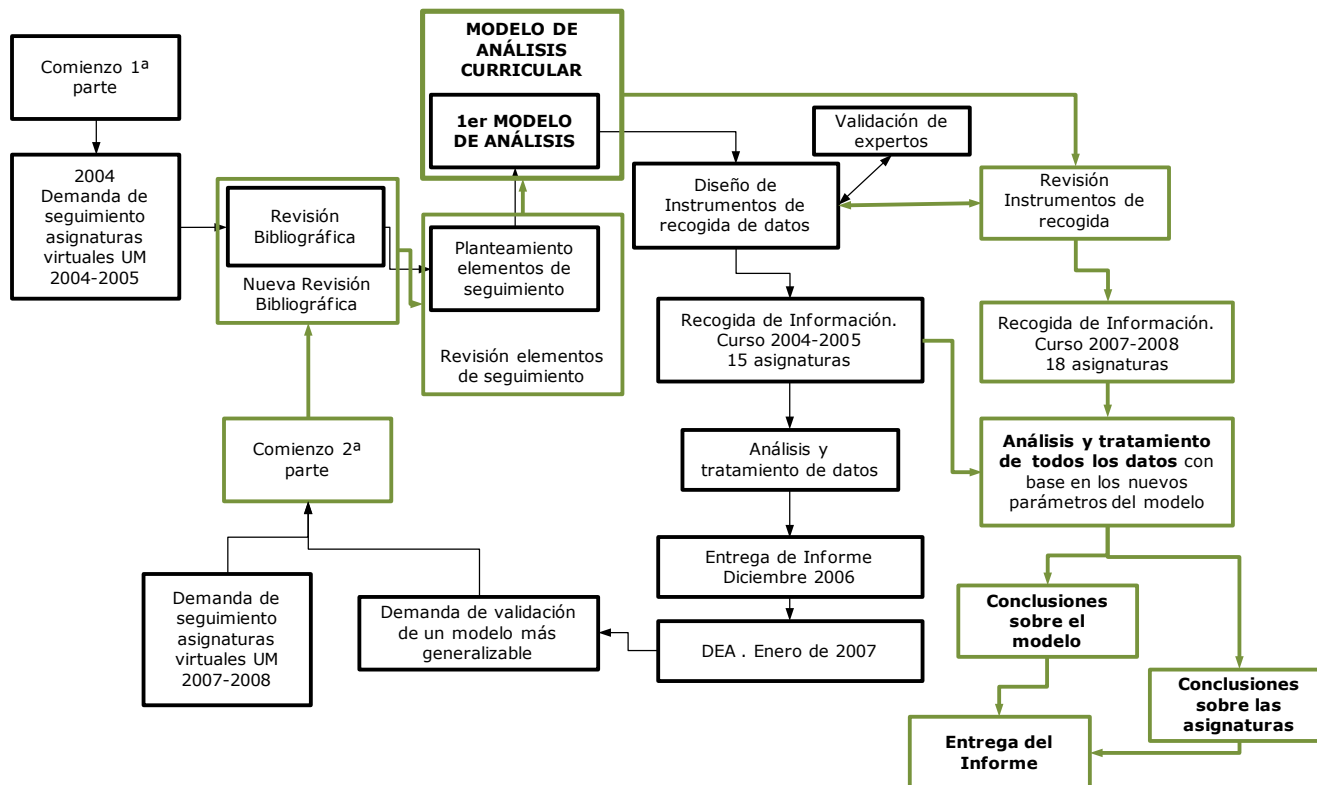 Comienzo 1ª
parte
2004
Demanda de
seguimiento
asignaturas
virtuales UM
2004-2005
Revisión
Bibliográfica
Nueva Revisión
Bibliográfica
MODELO DE
ANÁLISIS
CURRICULAR
1er MODELO
DE ANÁLISIS
Planteamiento
elementos de
seguimiento
Revisión elementos
de seguimiento
Validación de
expertos
Diseño de
Instrumentos de
recogida de datos
Revisión
Instrumentos de
recogida
Recogida de Información.
Curso 2004-2005
15 asignaturas
Recogida de Información.
Curso 2007-2008
18 asignaturas
Comienzo 2ª
parte
Análisis y
tratamiento de datos
Análisis y tratamiento
de todos los datos con
base en los nuevos
parámetros del modelo
Entrega de Informe
Diciembre 2006
Demanda de
seguimiento
asignaturas
virtuales UM
2007-2008
Demanda de validación
de un modelo más
generalizable
DEA . Enero de 2007
Conclusiones
sobre el
modelo
Conclusiones
sobre las
asignaturas
Entrega del
Informe